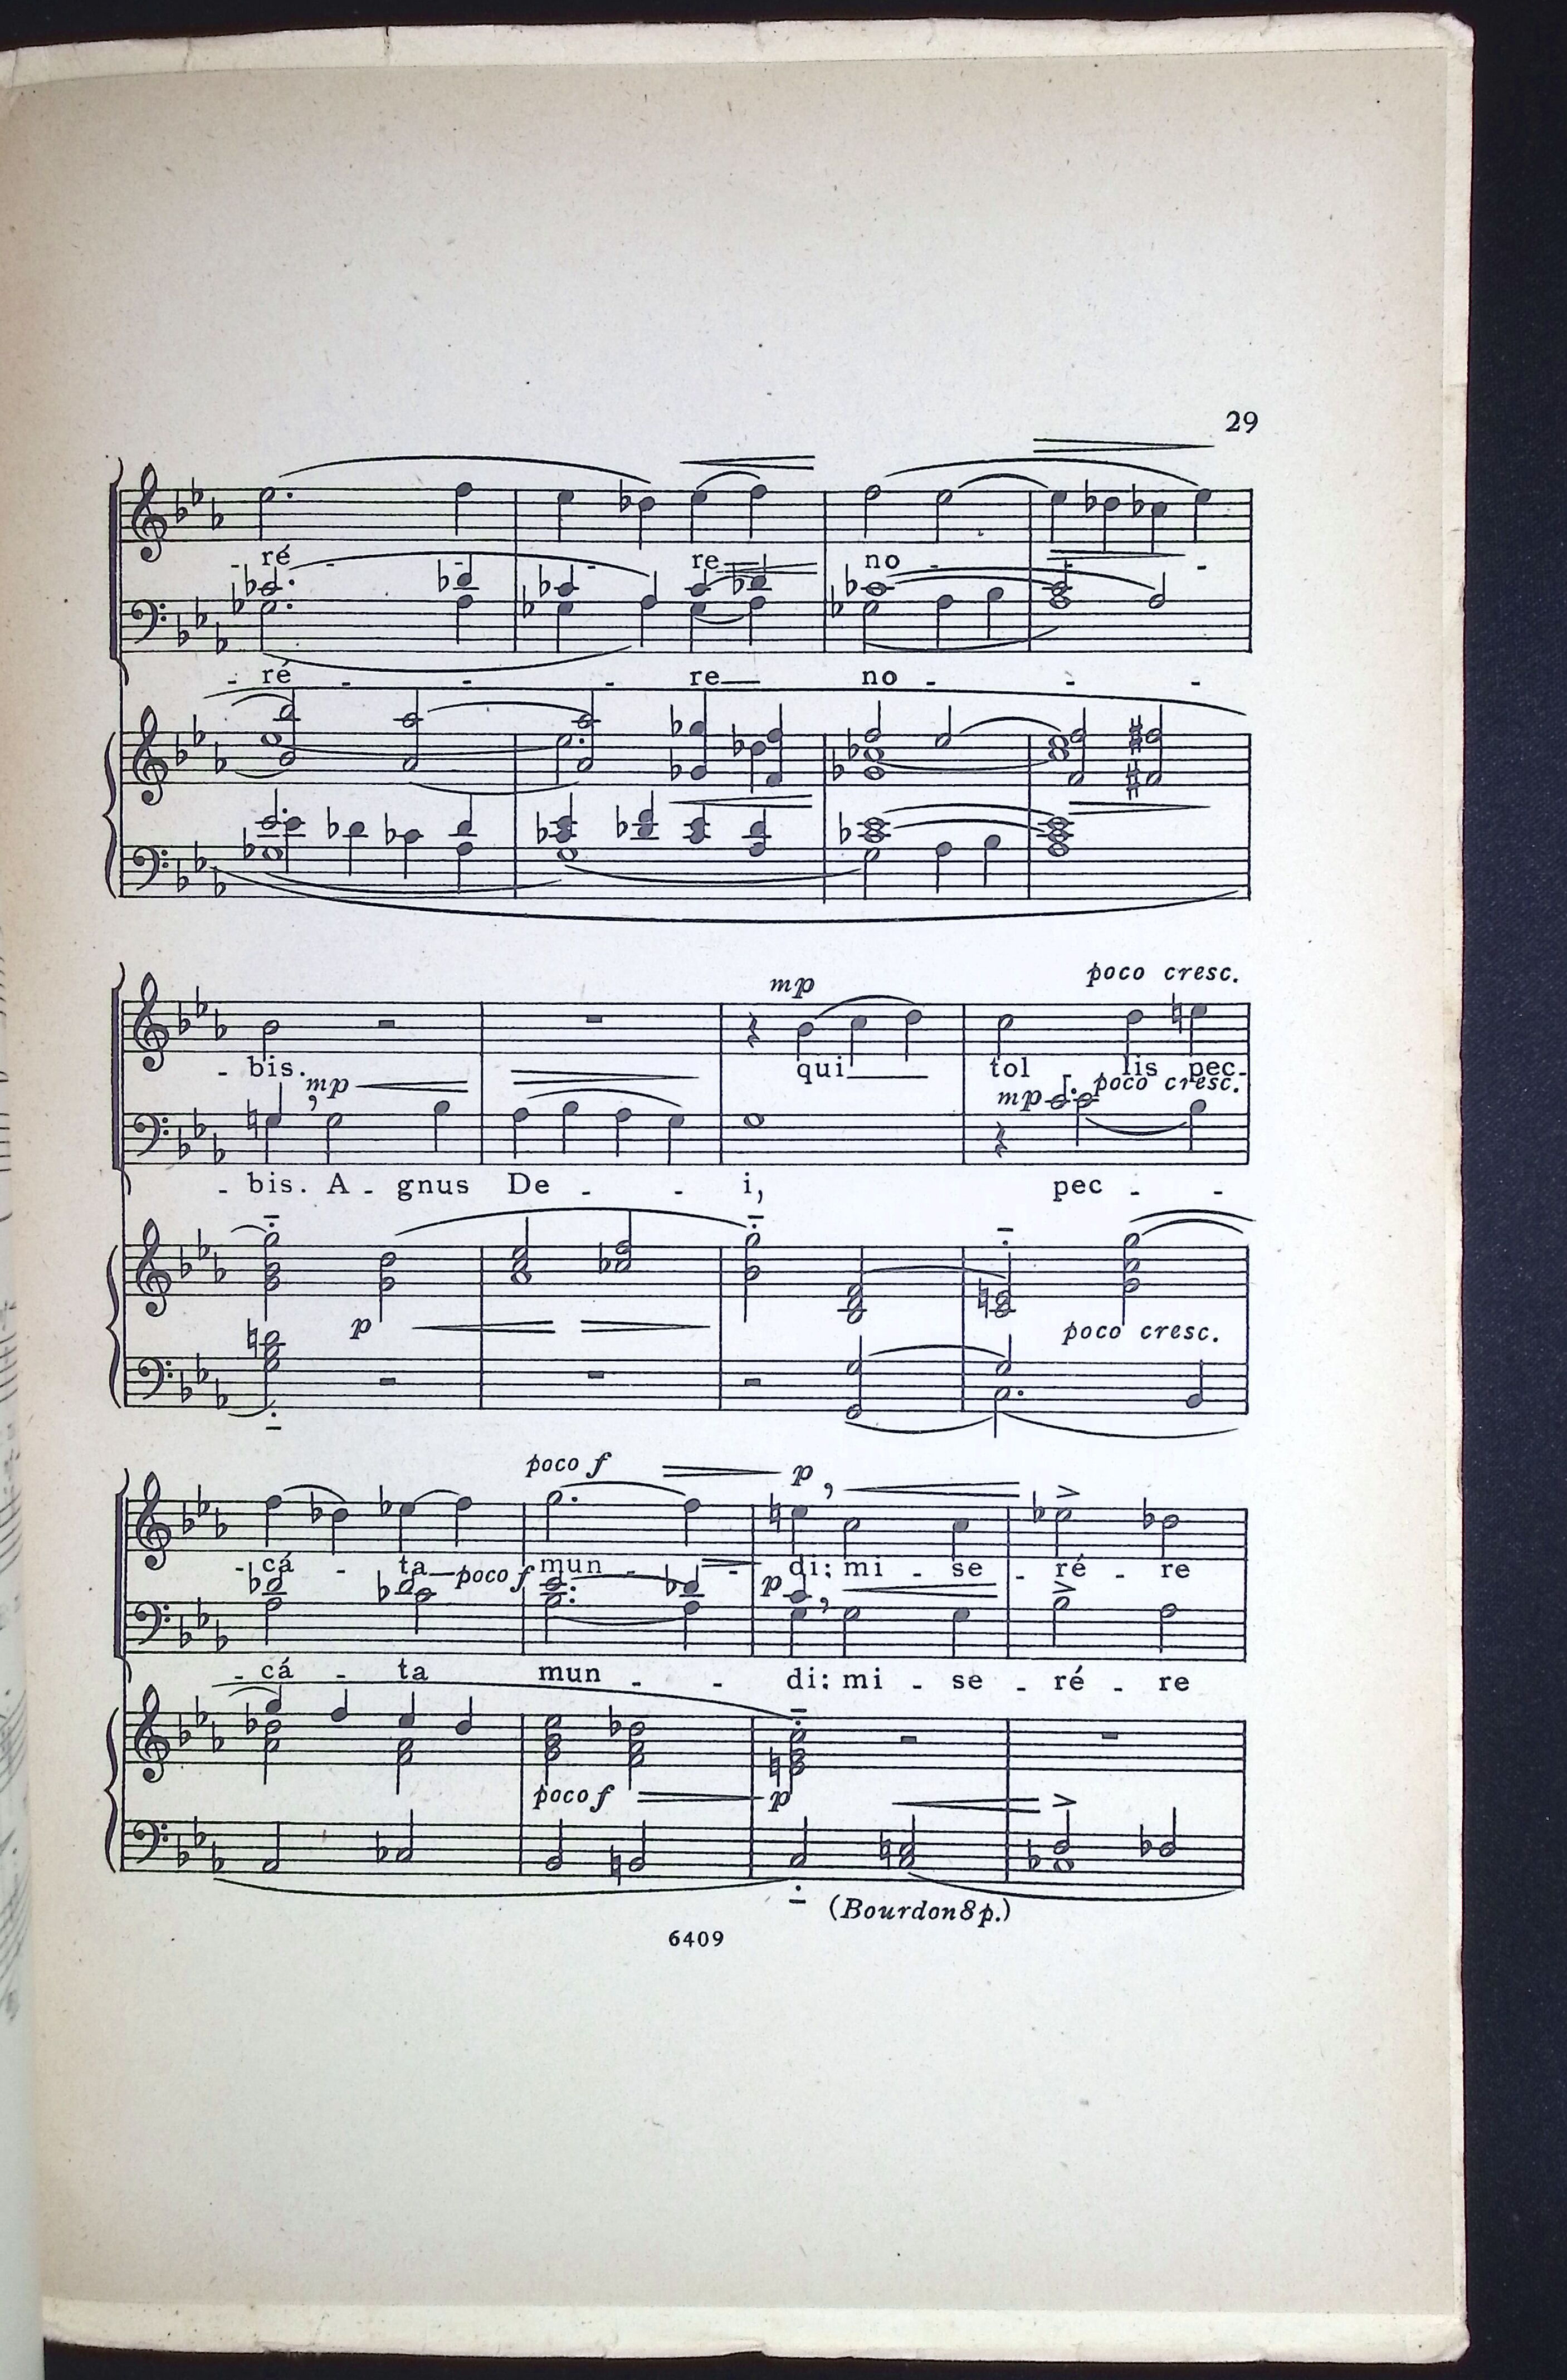 29
- ré - - - re - no - -
- ré - - - re no - - -
mp poco cresc.
- bis. qui tol lis pec-
mp mp poco cresc.
- bis. A - gnus De - - i, pec - -
p poco cresc.
poco f p
- cá - ta mun - - di: mi - se - ré - re
poco f p
- cá - ta mun - - di: mi - se - ré - re
poco f p
(Bourdon 8 p.)
6409